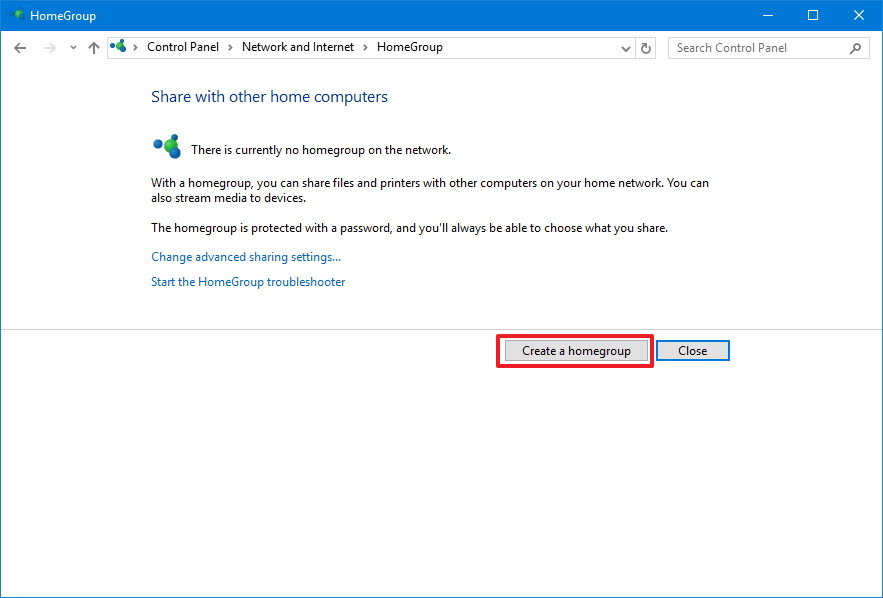 HomeGroup
Control Panel > Network and Internet > HomeGroup
Search Control Panel
Share with other home computers
There is currently no homegroup on the network.
With a homegroup, you can share files and printers with other computers on your home network. You can
also stream media to devices.
The homegroup is protected with a password, and you'll always be able to choose what you share.
Change advanced sharing settings...
Start the HomeGroup troubleshooter
Create a homegroup
Close